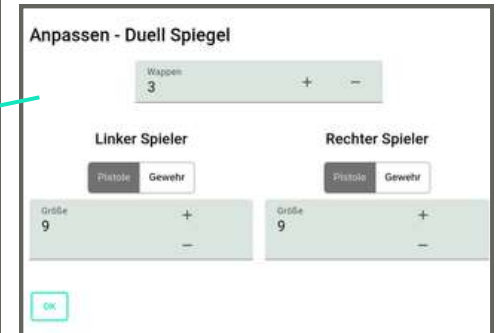 Anpassen - Duell Spiegel
Wappen
3 + −
Linker Spieler Rechter Spieler
Pistole Gewehr Pistole Gewehr
Größe + Größe +
9 9
− −
OK